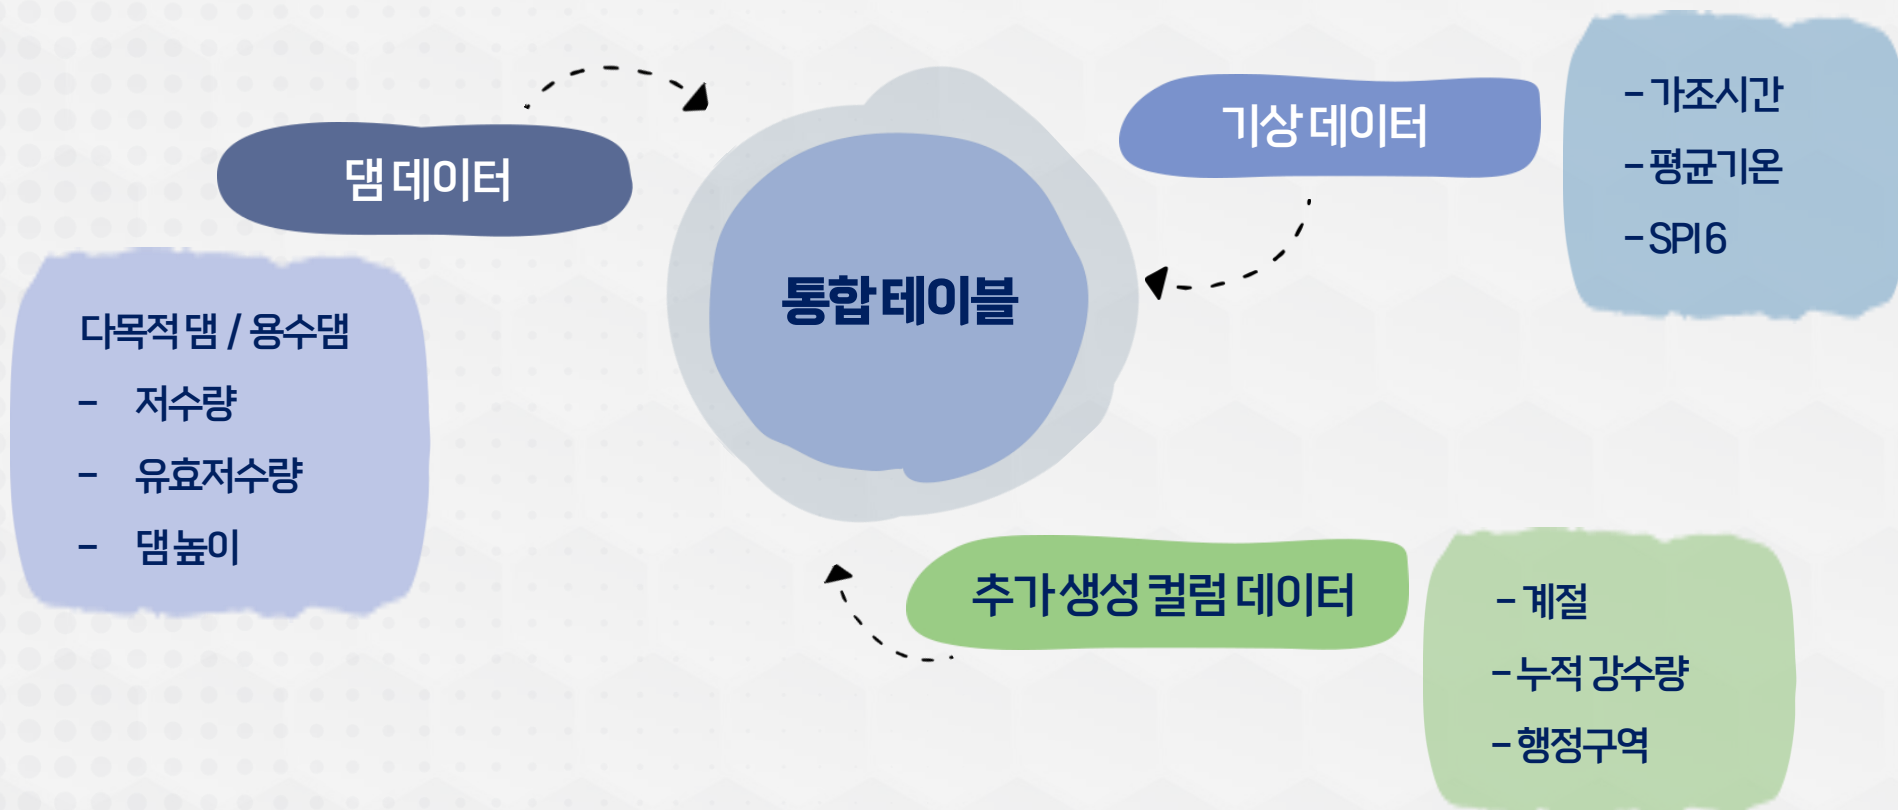 댐 데이터
다목적 댐 / 용수댐
- 저수량
- 유효저수량
- 댐 높이
통합 테이블
기상 데이터
- 가조시간
- 평균기온
- SPI 6
추가 생성 컬럼 데이터
- 계절
- 누적 강수량
- 행정구역